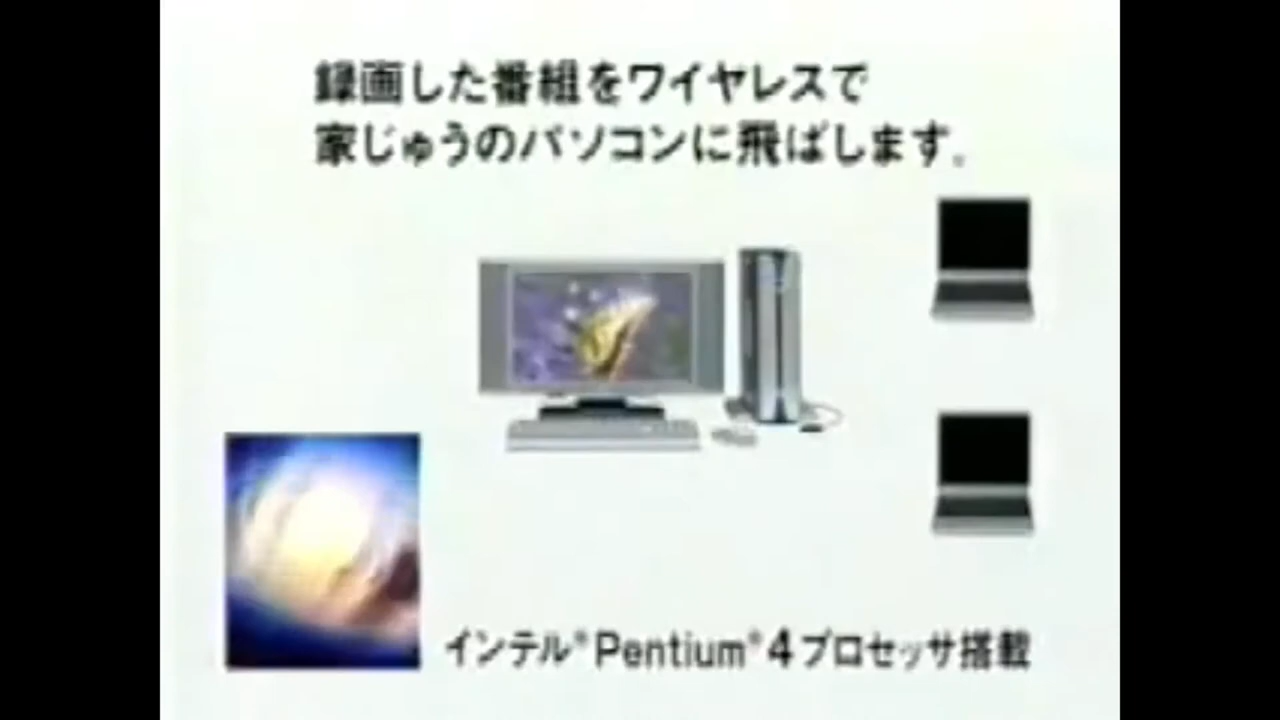 録画した番組をワイヤレスで
家じゅうのパソコンに飛ばします。
インテル®Pentium®4プロセッサ搭載